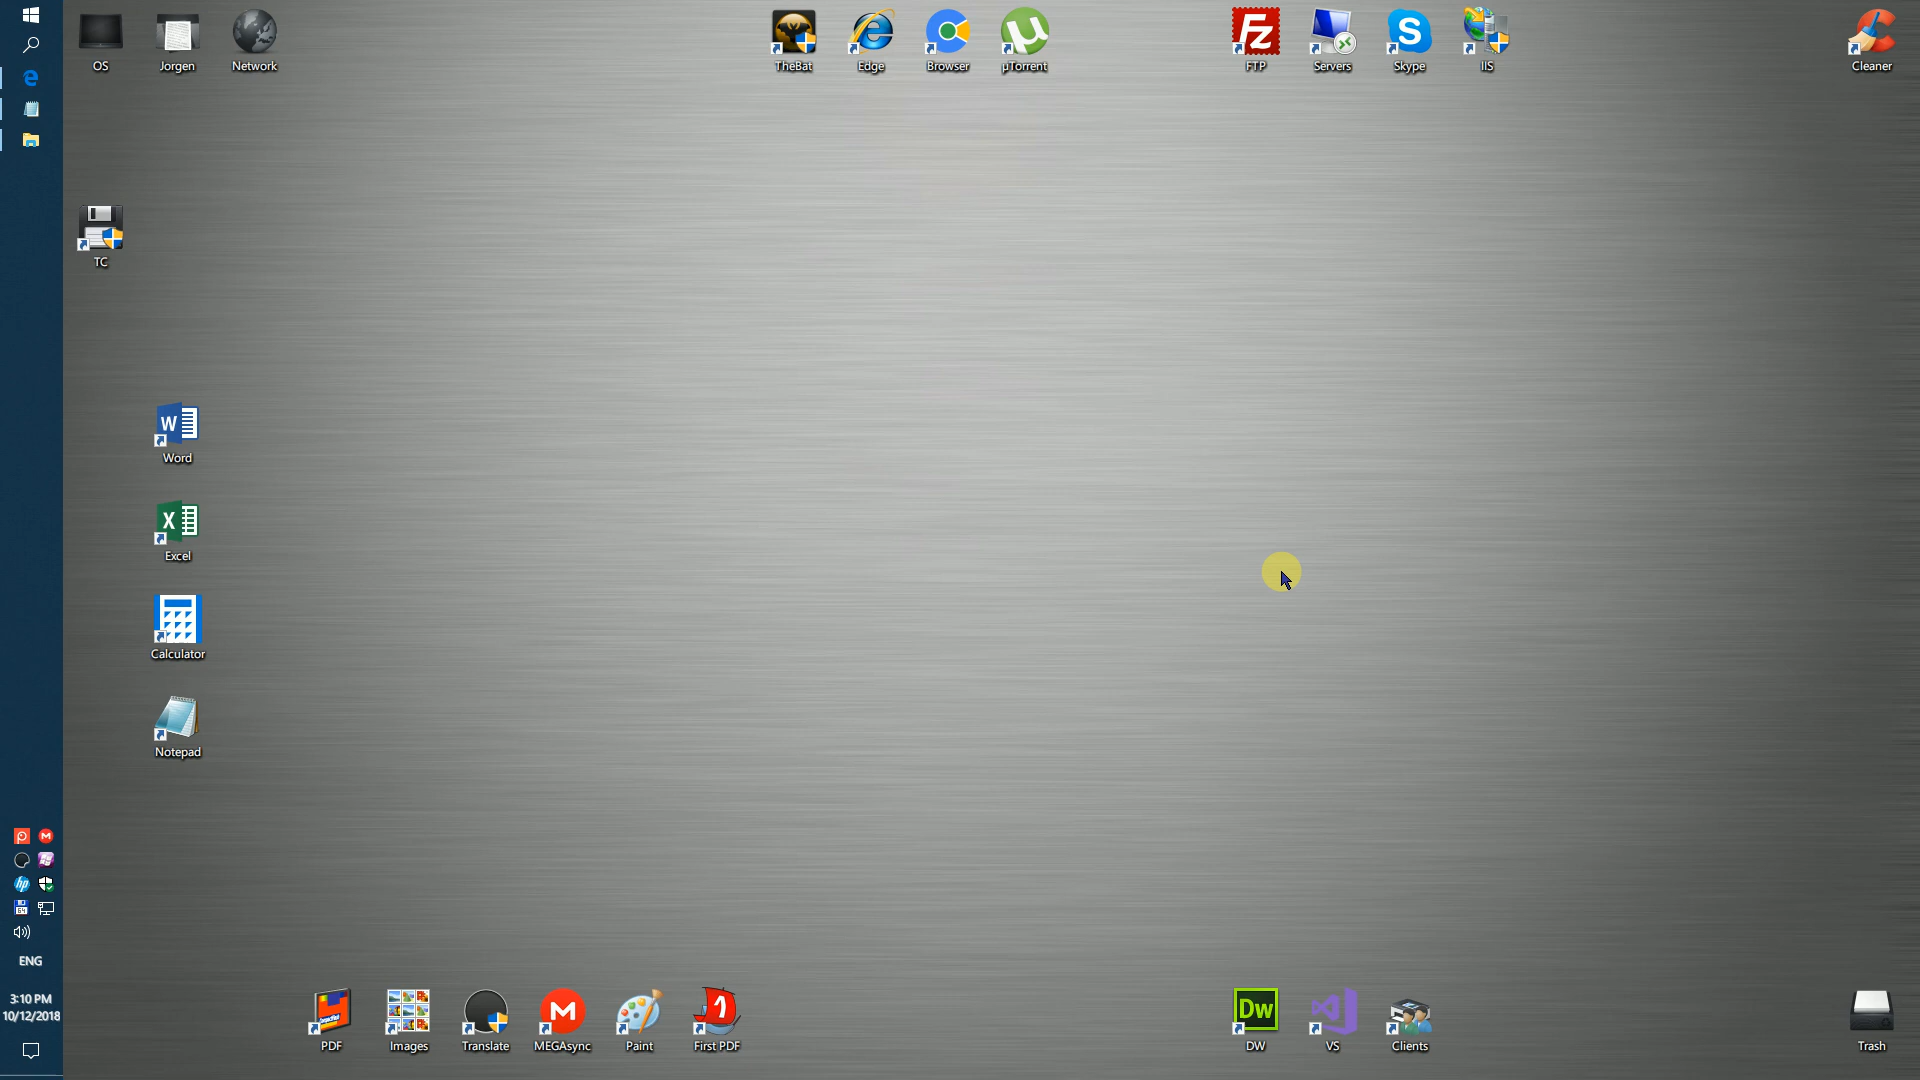 OS
Jorgen
Network
TheBat
Edge
Browser
µTorrent
FTP
Servers
Skype
IIS
Cleaner
TC
Word
Excel
Calculator
Notepad
ENG
3:10 PM
10/12/2018
PDF
Images
Translate
MEGAsync
Paint
First PDF
DW
VS
Clients
Trash